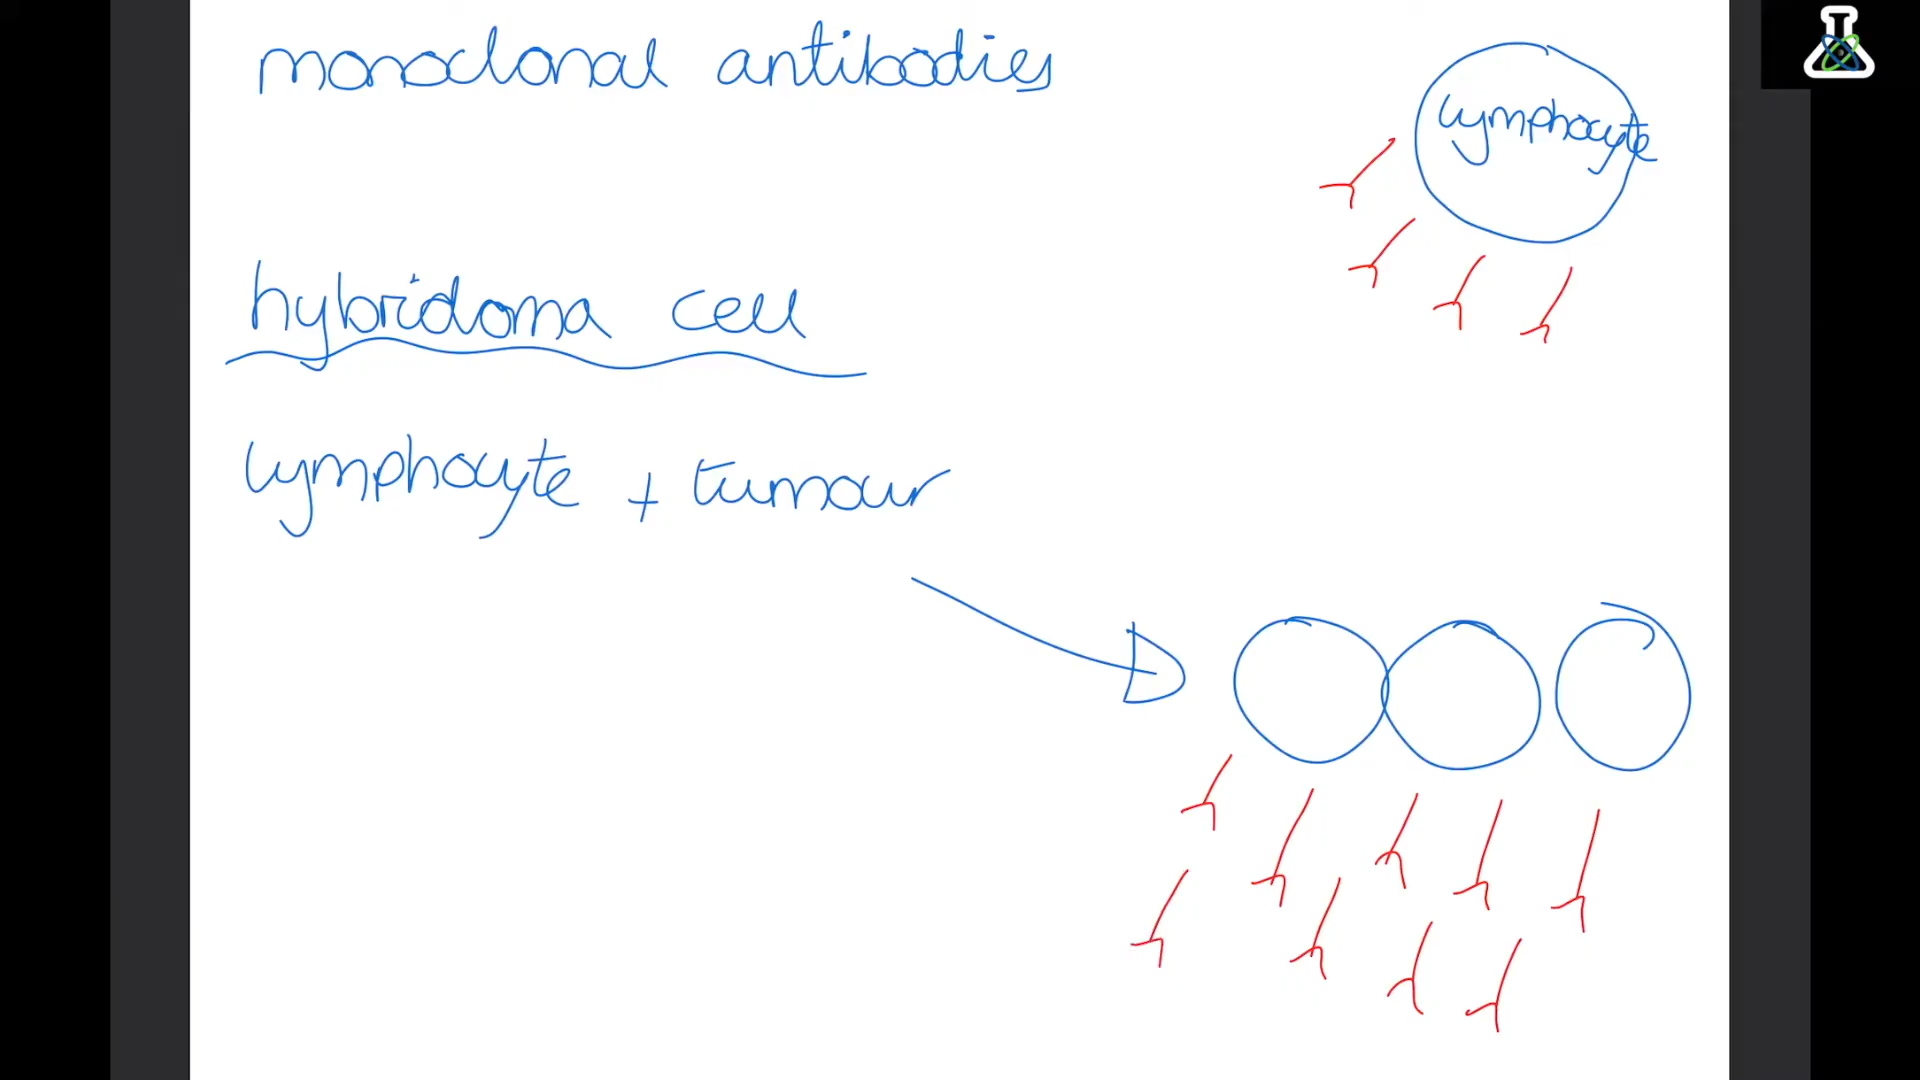 monoclonal antibodies
lymphocyte
hybridoma cell
lymphocyte + tumour